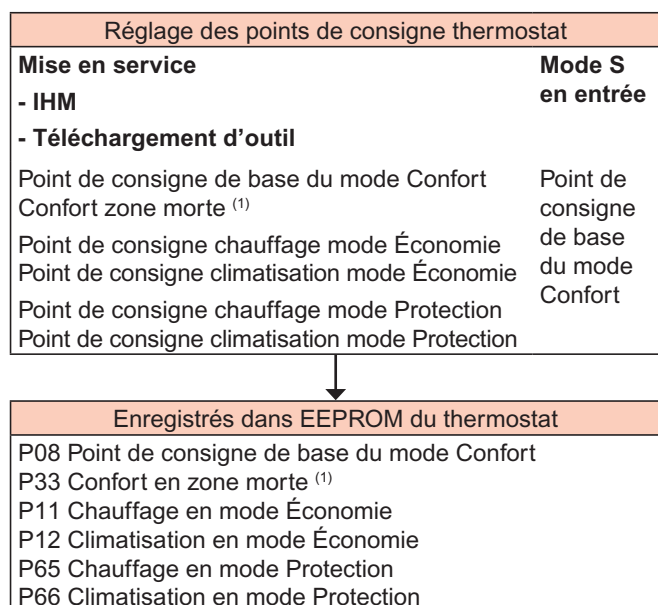 Réglage des points de consigne thermostat
Mise en service
- IHM
- Téléchargement d'outil
Mode S
en entrée
Point de consigne de base du mode Confort
Confort zone morte (1)
Point de consigne chauffage mode Économie
Point de consigne climatisation mode Économie
Point de consigne chauffage mode Protection
Point de consigne climatisation mode Protection
Point de
consigne
de base
du mode
Confort
Enregistrés dans EEPROM du thermostat
P08 Point de consigne de base du mode Confort
P33 Confort en zone morte (1)
P11 Chauffage en mode Économie
P12 Climatisation en mode Économie
P65 Chauffage en mode Protection
P66 Climatisation en mode Protection